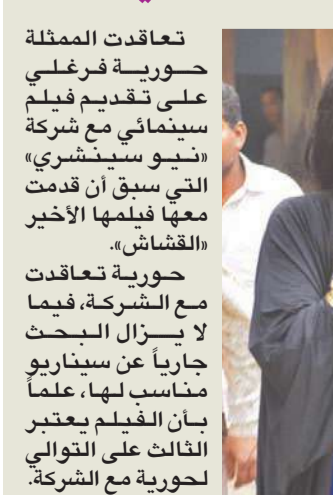 تعاقدت الممثلة
حورية فرغلي
على تقديم فيلم
سينمائي مع شركة
«نيو سينشري»
التي سبق أن قدمت
معها فيلمها الأخير
«القشاش».
حورية تعاقدت
مع الشركة، فيما
لا يزال البحث
جارياً عن سيناريو
مناسب لها، علماً
بأن الفيلم يعتبر
الثالث على التوالي
لحورية مع الشركة.